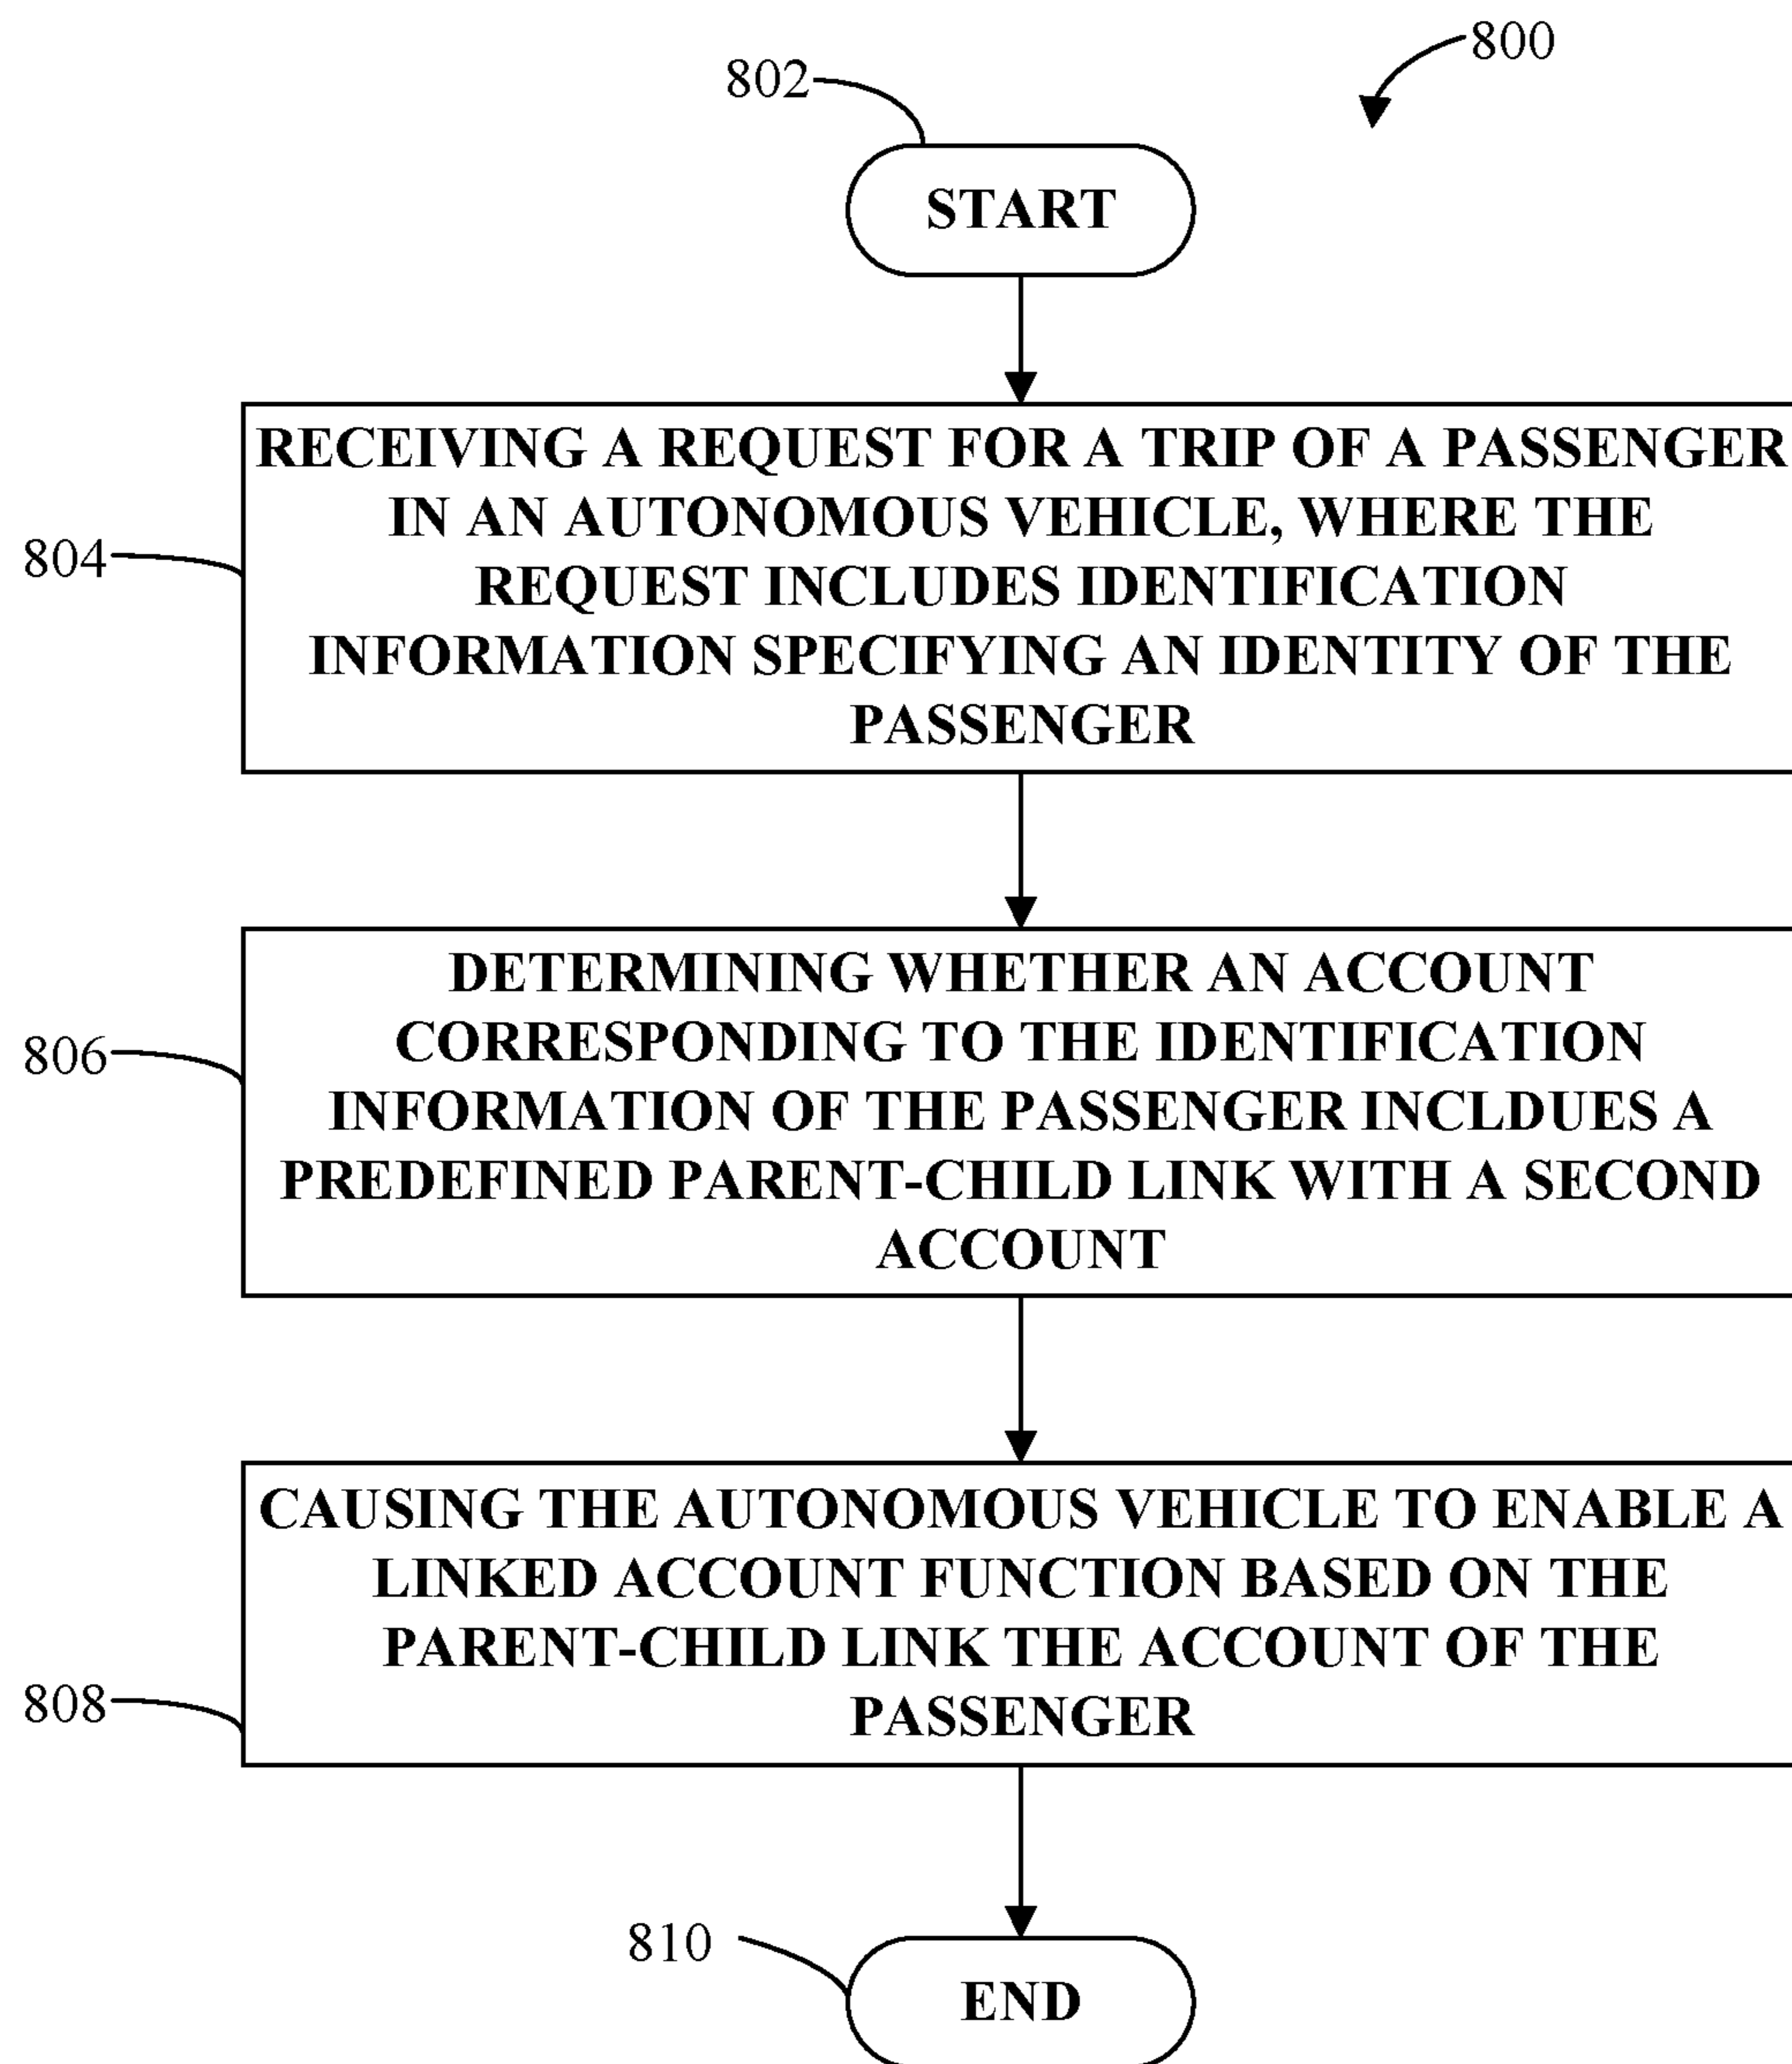 800
802
START
804
RECEIVING A REQUEST FOR A TRIP OF A PASSENGER
IN AN AUTONOMOUS VEHICLE, WHERE THE
REQUEST INCLUDES IDENTIFICATION
INFORMATION SPECIFYING AN IDENTITY OF THE
PASSENGER
806
DETERMINING WHETHER AN ACCOUNT
CORRESPONDING TO THE IDENTIFICATION
INFORMATION OF THE PASSENGER INCLDUES A
PREDEFINED PARENT-CHILD LINK WITH A SECOND
ACCOUNT
808
CAUSING THE AUTONOMOUS VEHICLE TO ENABLE A
LINKED ACCOUNT FUNCTION BASED ON THE
PARENT-CHILD LINK THE ACCOUNT OF THE
PASSENGER
810
END